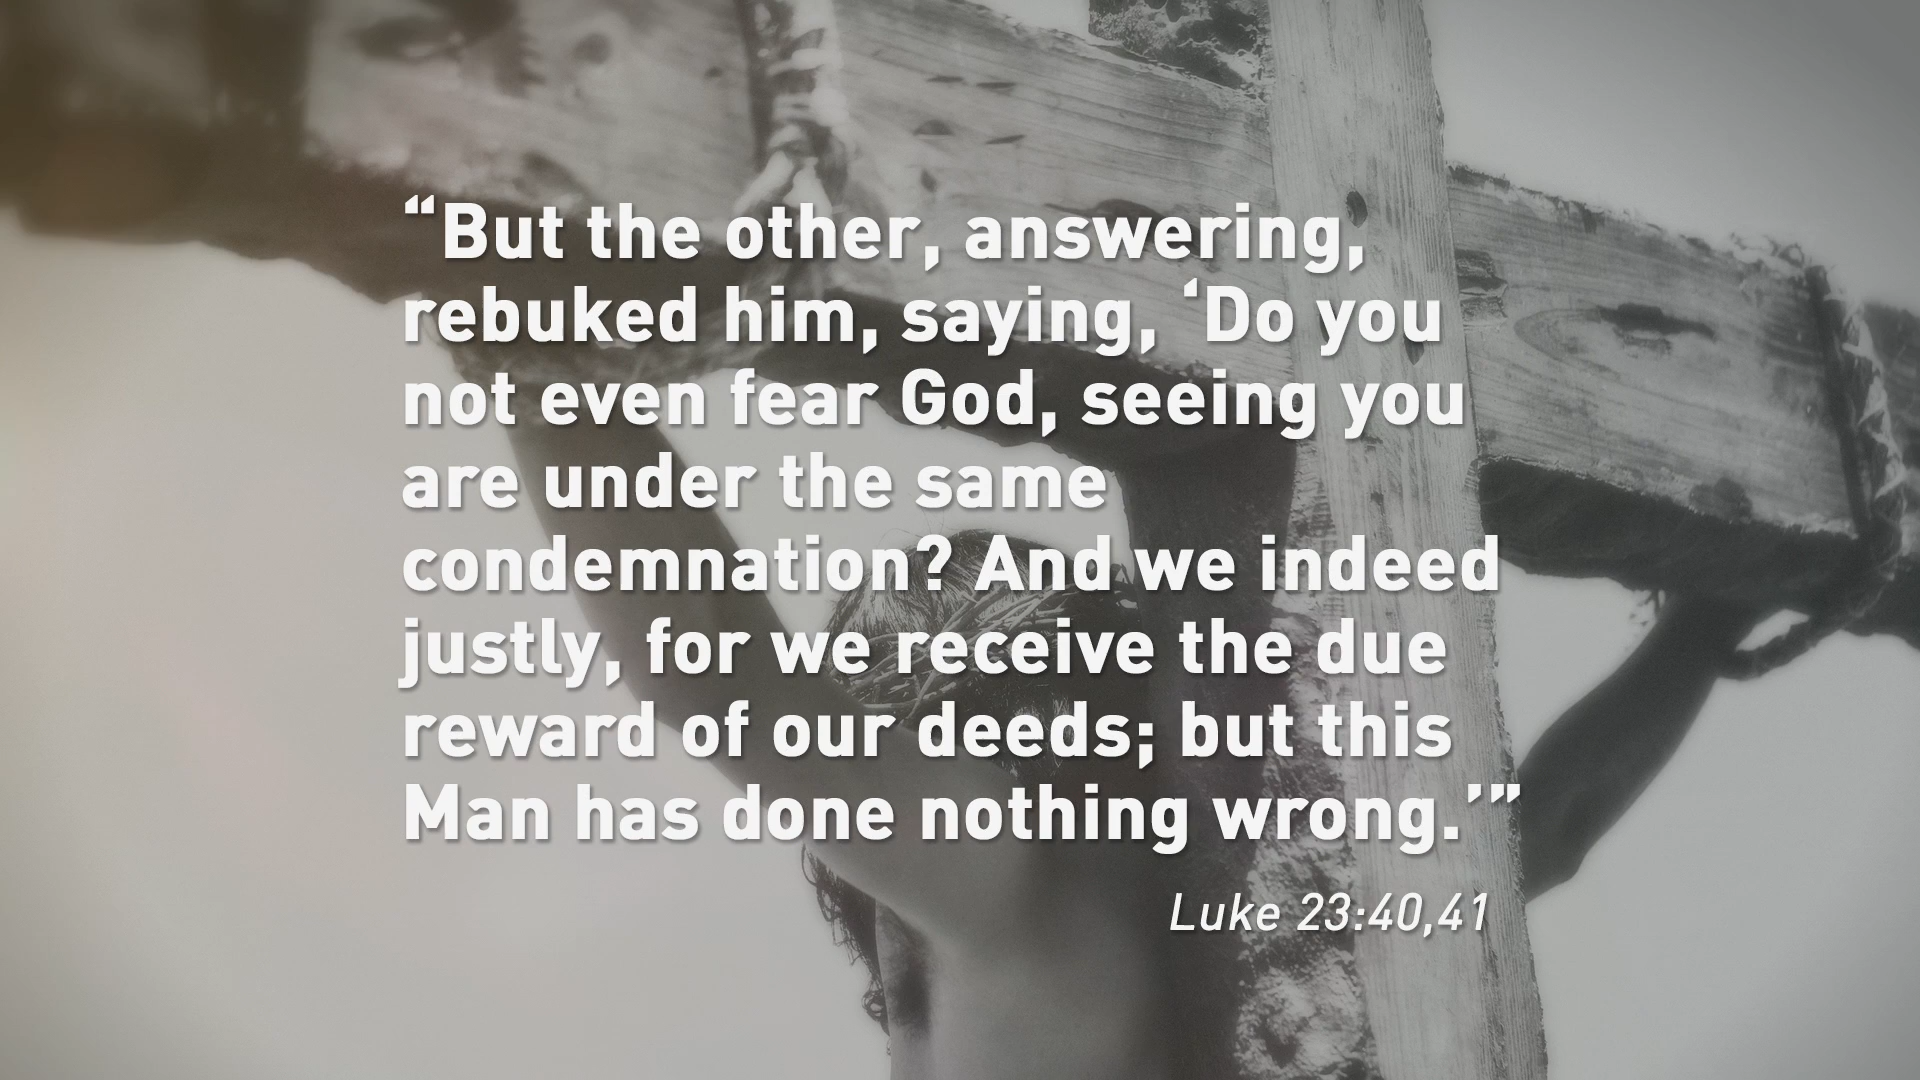 “But the other, answering,
rebuked him, saying, ‘Do you
not even fear God, seeing you
are under the same
condemnation? And we indeed
justly, for we receive the due
reward of our deeds; but this
Man has done nothing wrong.’”
Luke 23:40,41